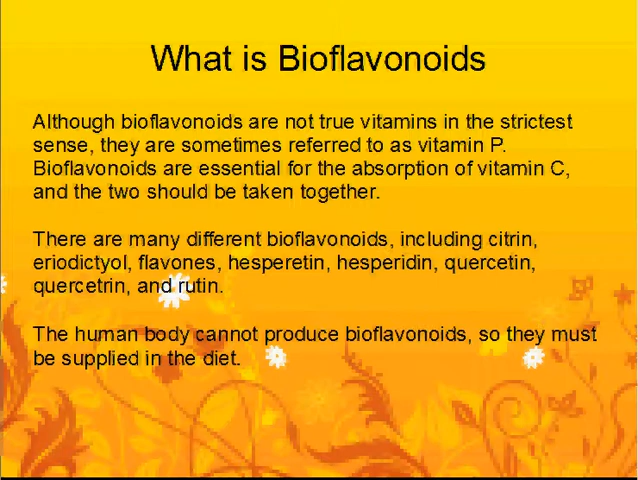 What is Bioflavonoids
Although bioflavonoids are not true vitamins in the strictest
sense, they are sometimes referred to as vitamin P.
Bioflavonoids are essential for the absorption of vitamin C,
and the two should be taken together.
There are many different bioflavonoids, including citrin,
eriodictyol, flavones, hesperetin, hesperidin, quercetin,
quercetrin, and rutin.
The human body cannot produce bioflavonoids, so they must
be supplied in the diet.